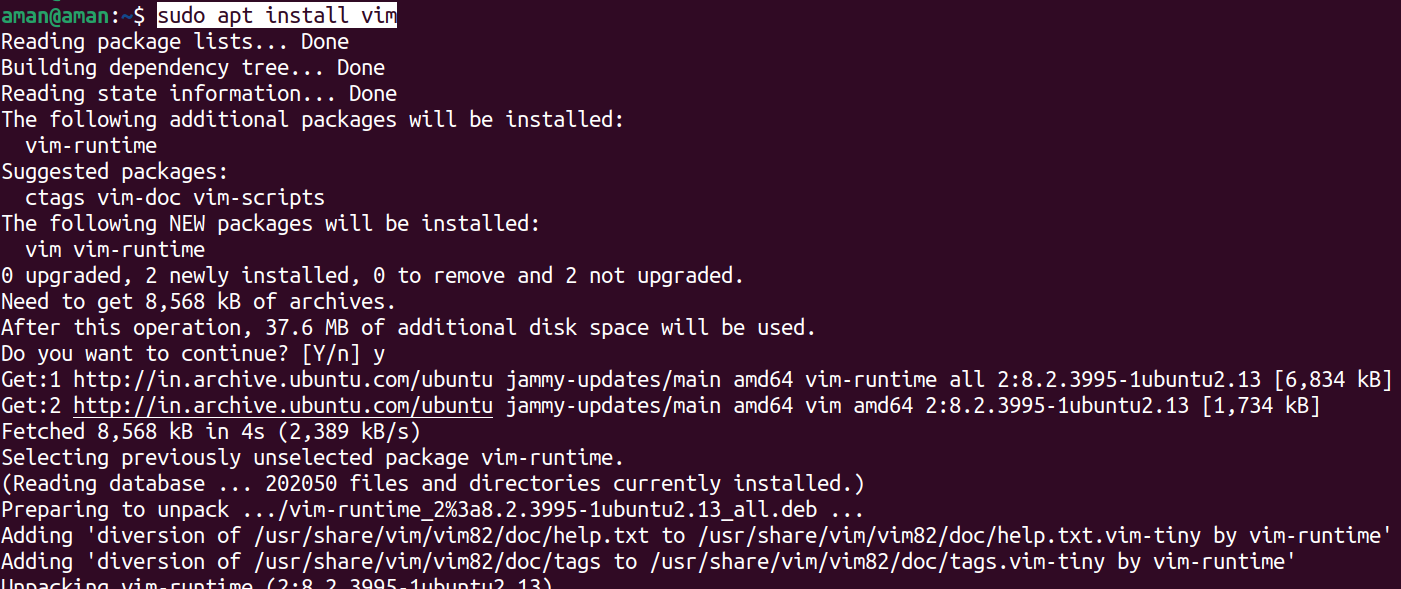 aman@aman:~$ sudo apt install vim
Reading package lists... Done
Building dependency tree... Done
Reading state information... Done
The following additional packages will be installed:
  vim-runtime
Suggested packages:
  ctags vim-doc vim-scripts
The following NEW packages will be installed:
  vim vim-runtime
0 upgraded, 2 newly installed, 0 to remove and 2 not upgraded.
Need to get 8,568 kB of archives.
After this operation, 37.6 MB of additional disk space will be used.
Do you want to continue? [Y/n] y
Get:1 http://in.archive.ubuntu.com/ubuntu jammy-updates/main amd64 vim-runtime all 2:8.2.3995-1ubuntu2.13 [6,834 kB]
Get:2 http://in.archive.ubuntu.com/ubuntu jammy-updates/main amd64 vim amd64 2:8.2.3995-1ubuntu2.13 [1,734 kB]
Fetched 8,568 kB in 4s (2,389 kB/s)
Selecting previously unselected package vim-runtime.
(Reading database ... 202050 files and directories currently installed.)
Preparing to unpack .../vim-runtime_2%3a8.2.3995-1ubuntu2.13_all.deb ...
Adding 'diversion of /usr/share/vim/vim82/doc/help.txt to /usr/share/vim/vim82/doc/help.txt.vim-tiny by vim-runtime'
Adding 'diversion of /usr/share/vim/vim82/doc/tags to /usr/share/vim/vim82/doc/tags.vim-tiny by vim-runtime'
Unpacking vim-runtime (2:8.2.3995-1ubuntu2.13)